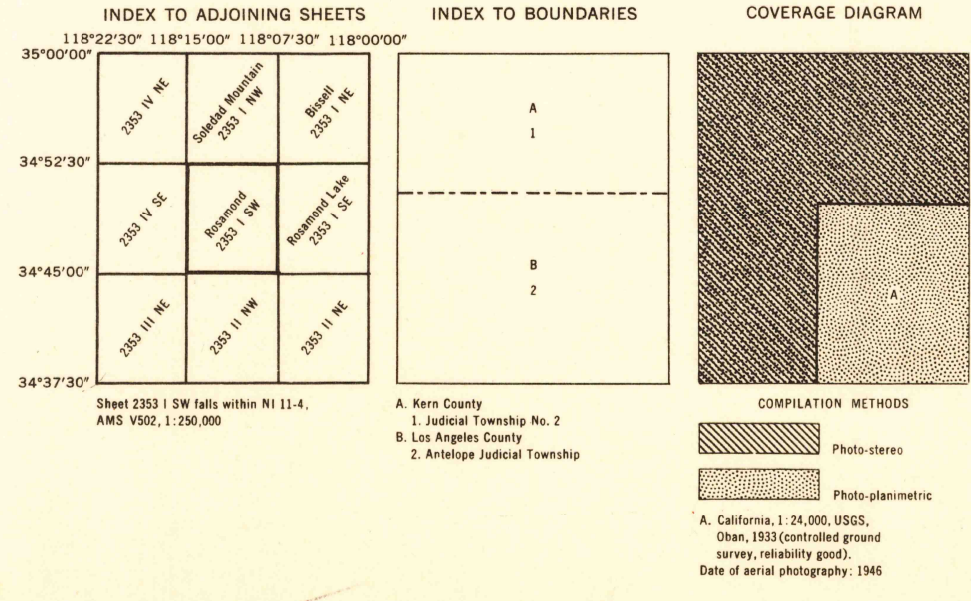 INDEX TO ADJOINING SHEETS
118°22'30" 118°15'00" 118°07'30" 118°00'00"
35°00'00"
2353 IV NE
Soledad Mountain
2353 I NW
Bissell
2353 I NE
34°52'30"
2353 IV SE
Rosamond
2353 I SW
Rosamond Lake
2353 I SE
34°45'00"
2353 III NE
2353 II NW
2353 II NE
34°37'30"
Sheet 2353 I SW falls within NI 11-4,
AMS V502, 1:250,000
INDEX TO BOUNDARIES
A
1
B
2
A. Kern County
1. Judicial Township No. 2
B. Los Angeles County
2. Antelope Judicial Township
COVERAGE DIAGRAM
A
COMPILATION METHODS
Photo-stereo
Photo-planimetric
A. California, 1:24,000, USGS,
Oban, 1933 (controlled ground
survey, reliability good).
Date of aerial photography: 1946